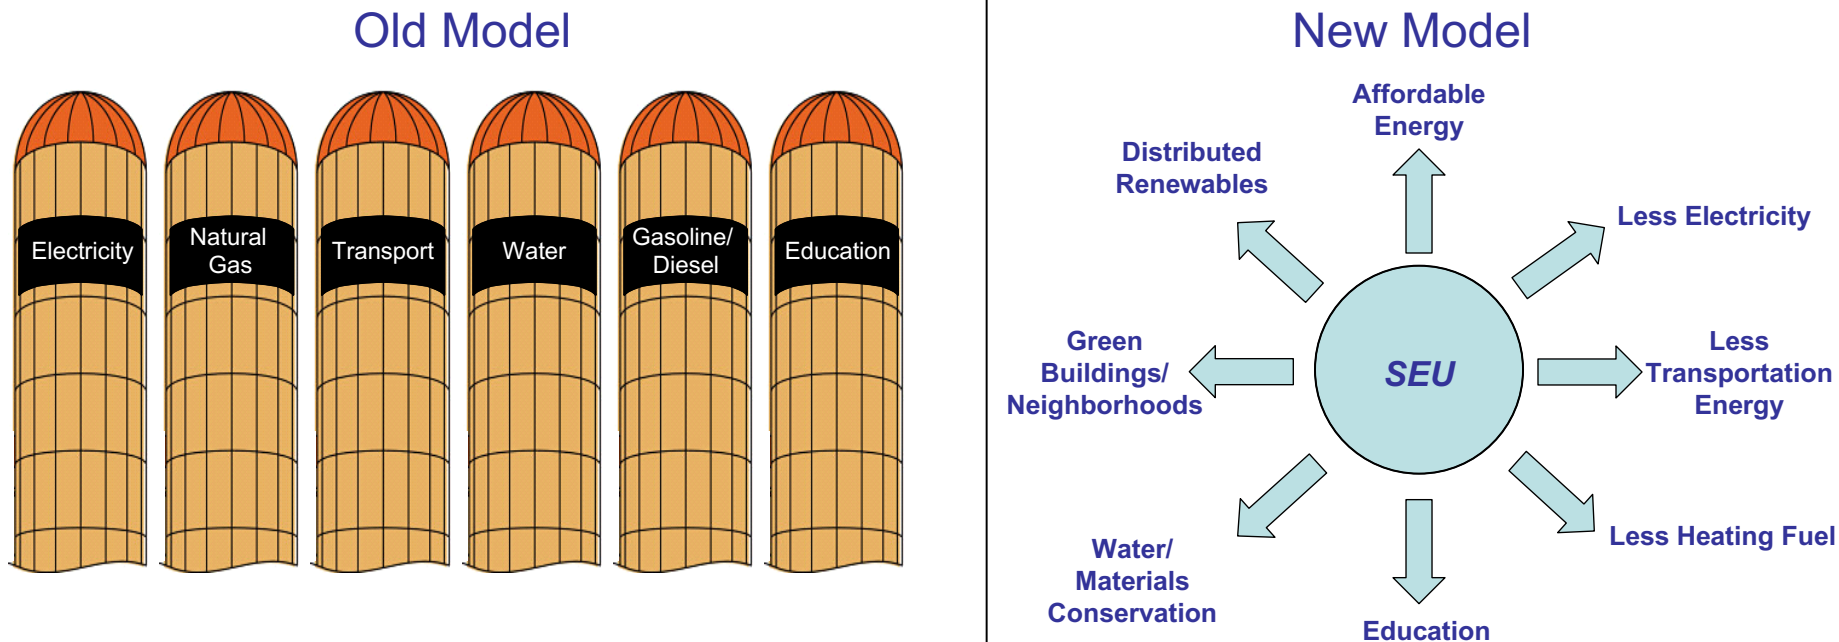 Old Model
Electricity
Natural
Gas
Transport
Water
Gasoline/
Diesel
Education
New Model
Affordable
Energy
Distributed
Renewables
Less Electricity
Green
Buildings/
Neighborhoods
SEU
Less
Transportation
Energy
Water/
Materials
Conservation
Less Heating Fuel
Education